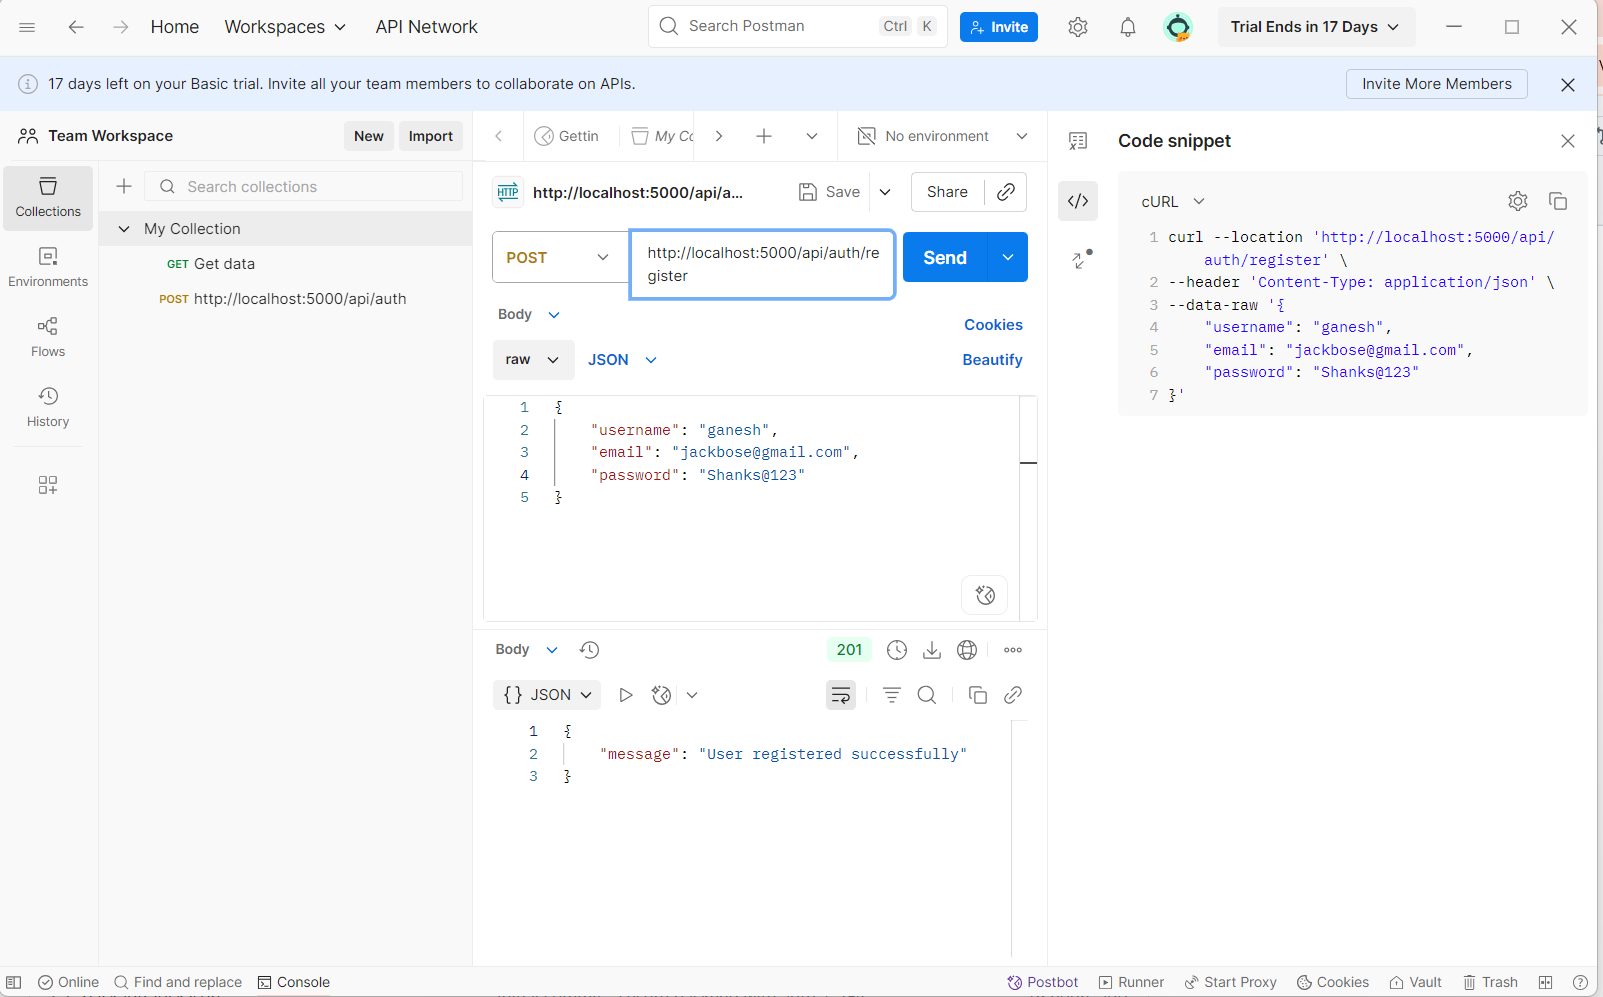 Home
Workspaces
API Network
Search Postman
Ctrl
K
Invite
Trial Ends in 17 Days
17 days left on your Basic trial. Invite all your team members to collaborate on APIs.
Invite More Members
Team Workspace
New
Import
Collections
Environments
Flows
History
Search collections
My Collection
GET Get data
POST http://localhost:5000/api/auth
Gettin
My Cc
No environment
HTTP
http://localhost:5000/api/a...
Save
Share
POST
http://localhost:5000/api/auth/re
gister
Send
Body
Cookies
raw
JSON
Beautify
1 {
2 "username": "ganesh",
3 "email": "jackbose@gmail.com",
4 "password": "Shanks@123"
5 }
Body
201
{} JSON
1 {
2 "message": "User registered successfully"
3 }
Code snippet
cURL
1 curl --location 'http://localhost:5000/api/
auth/register' \
2 --header 'Content-Type: application/json' \
3 --data-raw '{
4 "username": "ganesh",
5 "email": "jackbose@gmail.com",
6 "password": "Shanks@123"
7 }'
Online
Find and replace
Console
Postbot
Runner
Start Proxy
Cookies
Vault
Trash